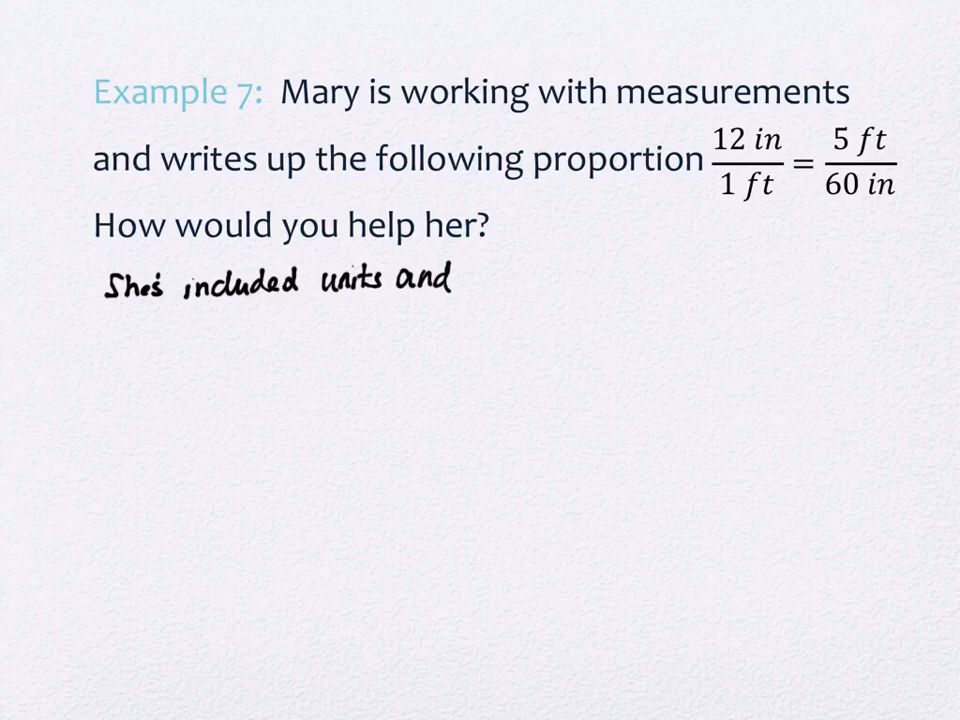 Example 7: Mary is working with measurements
and writes up the following proportion 12 in / 1 ft = 5 ft / 60 in
How would you help her?
She's included units and